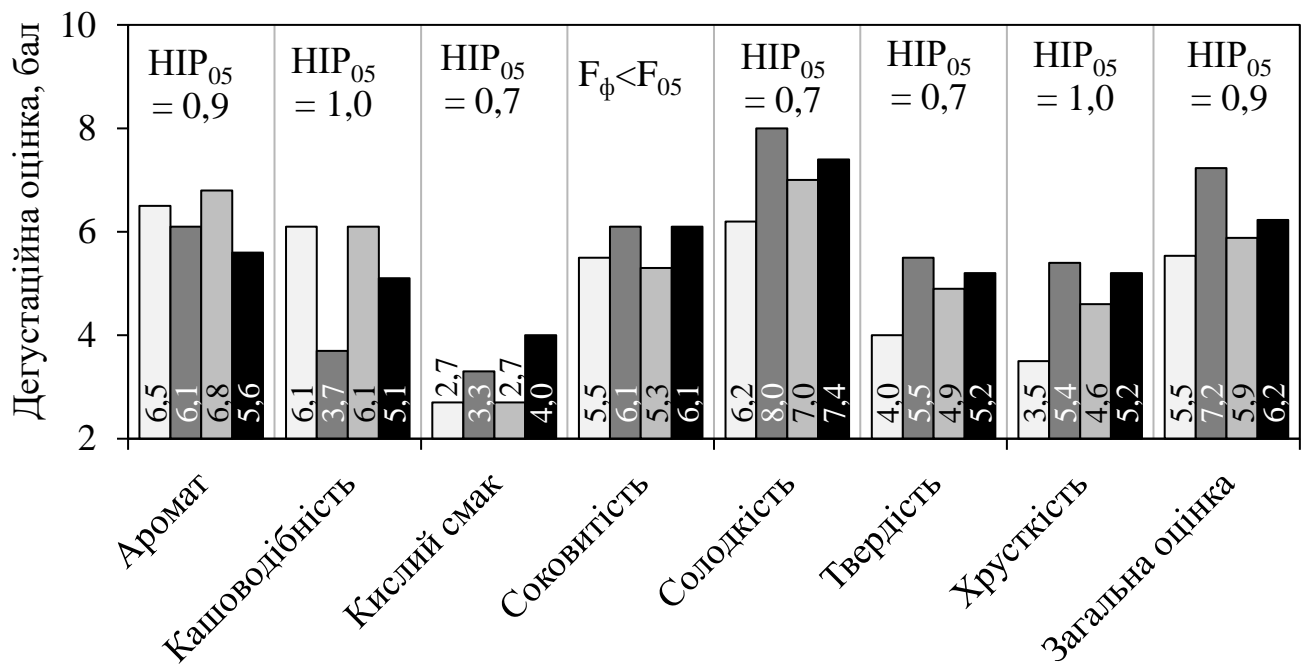 Дегустаційна оцінка, бал
10
8
6
4
2
НІР05
= 0,9
НІР05
= 1,0
НІР05
= 0,7
Fф<F05
НІР05
= 0,7
НІР05
= 0,7
НІР05
= 1,0
НІР05
= 0,9
6,5
6,1
6,8
5,6
6,1
3,7
6,1
5,1
2,7
3,3
2,7
4,0
5,5
6,1
5,3
6,1
6,2
8,0
7,0
7,4
4,0
5,5
4,9
5,2
3,5
5,4
4,6
5,2
5,5
7,2
5,9
6,2
Аромат
Кашоводібність
Кислий смак
Соковитість
Солодкість
Твердість
Хрусткість
Загальна оцінка